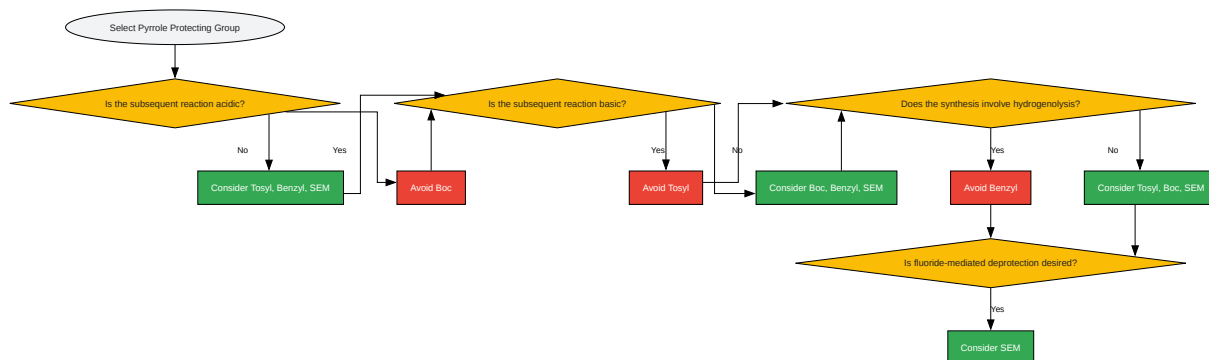 Select Pyrrole Protecting Group
Is the subsequent reaction acidic?
Is the subsequent reaction basic?
Does the synthesis involve hydrogenolysis?
No
Yes
Yes
No
Yes
No
Consider Tosyl, Benzyl, SEM
Avoid Boc
Avoid Tosyl
Consider Boc, Benzyl, SEM
Avoid Benzyl
Consider Tosyl, Boc, SEM
Is fluoride-mediated deprotection desired?
Yes
Consider SEM